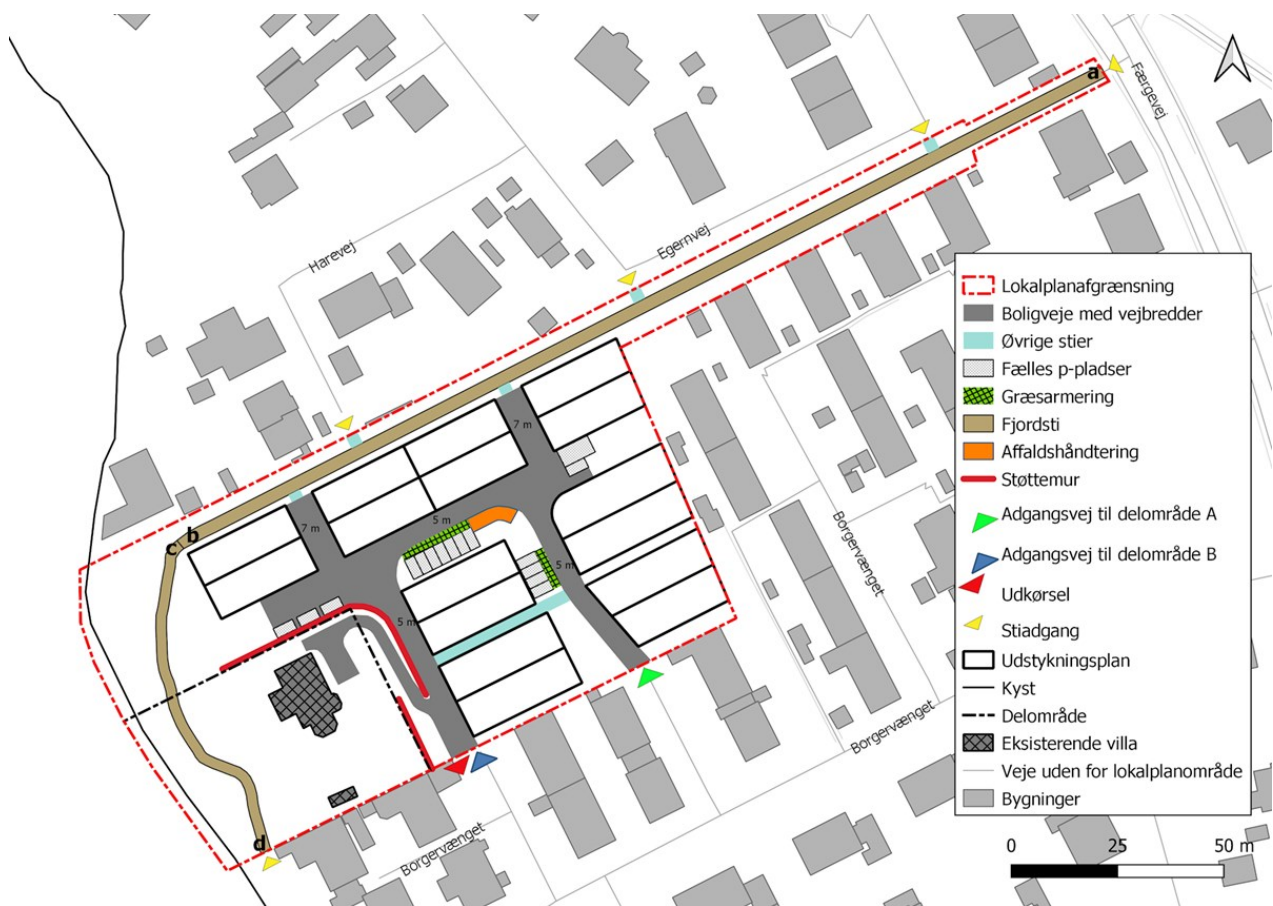 a
Færgevej
Egernvej
Harevej
7 m
5 m
7 m
b
c
5 m
5 m
d
Borgervænget
Borgervænget
Borgervænget
Lokalplanafgrænsning
Boligveje med vejbredder
Øvrige stier
Fælles p-pladser
Græsarmering
Fjordsti
Affaldshåndtering
Støttemur
Adgangsvej til delområde A
Adgangsvej til delområde B
Udkørsel
Stiadgang
Udstykningsplan
Kyst
Delområde
Eksisterende villa
Veje uden for lokalplanområde
Bygninger
0 25 50 m